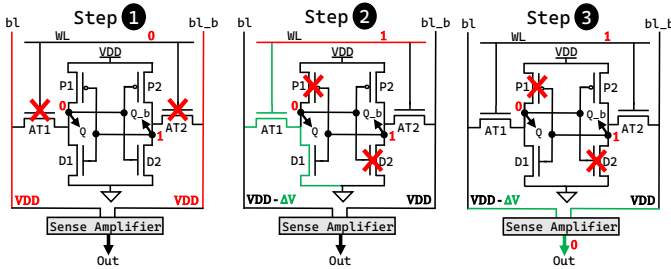 Step 1
bl
bl_b
WL
0
VDD
P1
P2
0
Q_b
Q
AT1
AT2
1
D1
D2
VDD
VDD
Sense Amplifier
Out
Step 2
bl
bl_b
WL
1
VDD
P1
P2
0
Q_b
Q
AT1
AT2
1
D1
D2
VDD-ΔV
VDD
Sense Amplifier
Out
Step 3
bl
bl_b
WL
1
VDD
P1
P2
0
Q_b
Q
AT1
AT2
1
D1
D2
VDD-ΔV
VDD
Sense Amplifier
0
Out